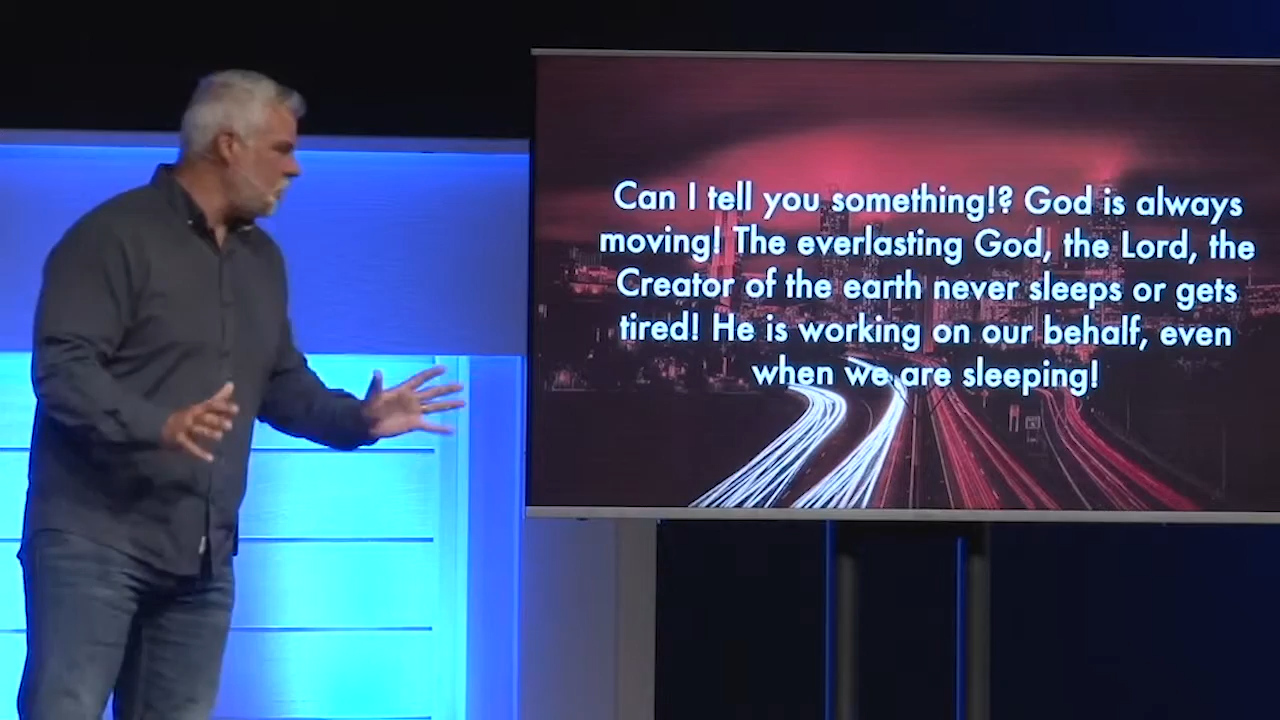 Can I tell you something!? God is always
moving! The everlasting God, the Lord, the
Creator of the earth never sleeps or gets
tired! He is working on our behalf, even
when we are sleeping!